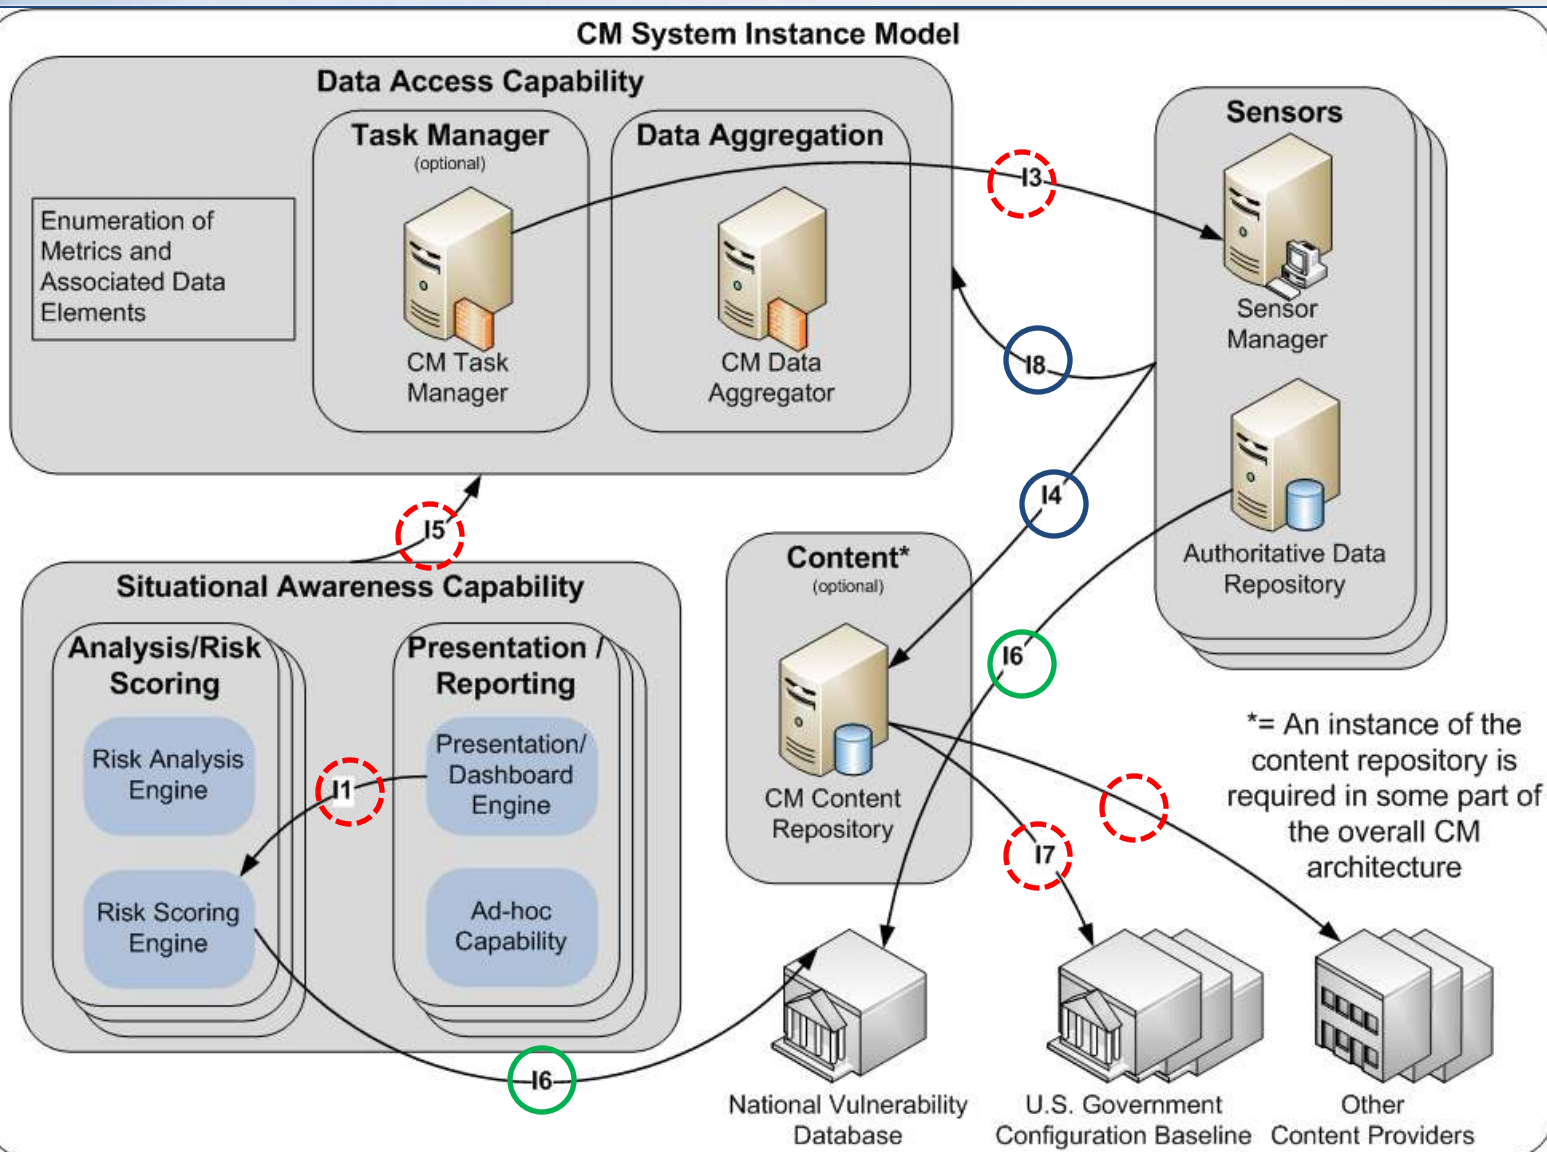 CM System Instance Model
Data Access Capability
Task Manager
(optional)
Data Aggregation
Enumeration of
Metrics and
Associated Data
Elements
CM Task
Manager
CM Data
Aggregator
I3
Sensors
Sensor
Manager
I8
I4
Authoritative Data
Repository
I5
Situational Awareness Capability
Analysis/Risk
Scoring
Risk Analysis
Engine
Risk Scoring
Engine
I1
Presentation /
Reporting
Presentation/
Dashboard
Engine
Ad-hoc
Capability
Content*
(optional)
CM Content
Repository
I6
I7
*= An instance of the
content repository is
required in some part of
the overall CM
architecture
I6
National Vulnerability
Database
U.S. Government
Configuration Baseline
Other
Content Providers